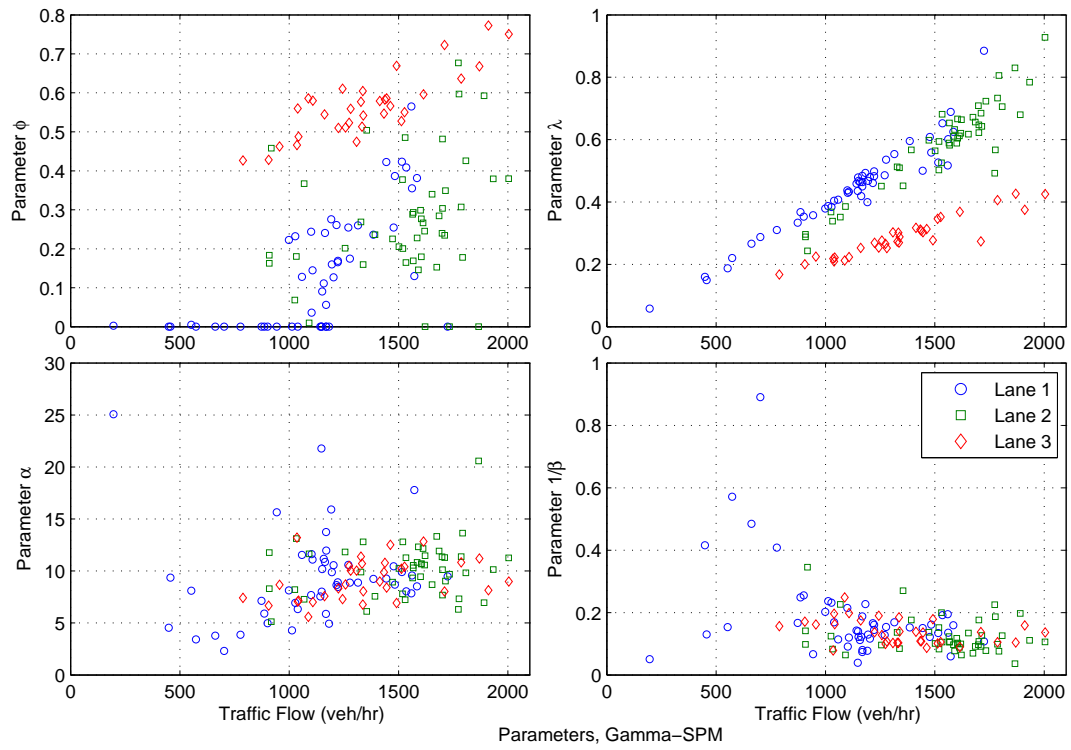 0.8
0.7
0.6
0.5
0.4
0.3
0.2
0.1
0
Parameter ϕ
0 500 1000 1500 2000
1
0.8
0.6
0.4
0.2
0
Parameter λ
0 500 1000 1500 2000
30
25
20
15
10
5
0
Parameter α
0 500 1000 1500 2000
Traffic Flow (veh/hr)
1
0.8
0.6
0.4
0.2
0
Parameter 1/β
Lane 1
Lane 2
Lane 3
0 500 1000 1500 2000
Traffic Flow (veh/hr)
Parameters, Gamma−SPM